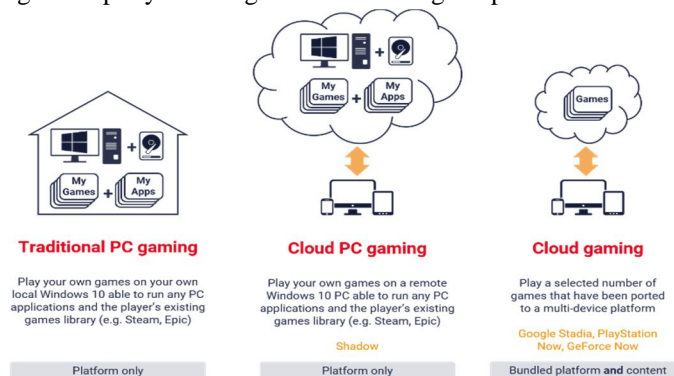 My
Games
+
My
Apps
Games
+
My
Games
+
My
Apps
+
Traditional PC gaming
Cloud PC gaming
Cloud gaming
Play your own games on your own
local Windows 10 able to run any PC
applications and the player's existing
games library (e.g. Steam, Epic)
Play your own games on a remote
Windows 10 PC able to run any PC
applications and the player's existing
games library (e.g. Steam, Epic)
Shadow
Play a selected number of
games that have been ported
to a multi-device platform
Google Stadia, PlayStation
Now, GeForce Now
Platform only
Platform only
Bundled platform and content